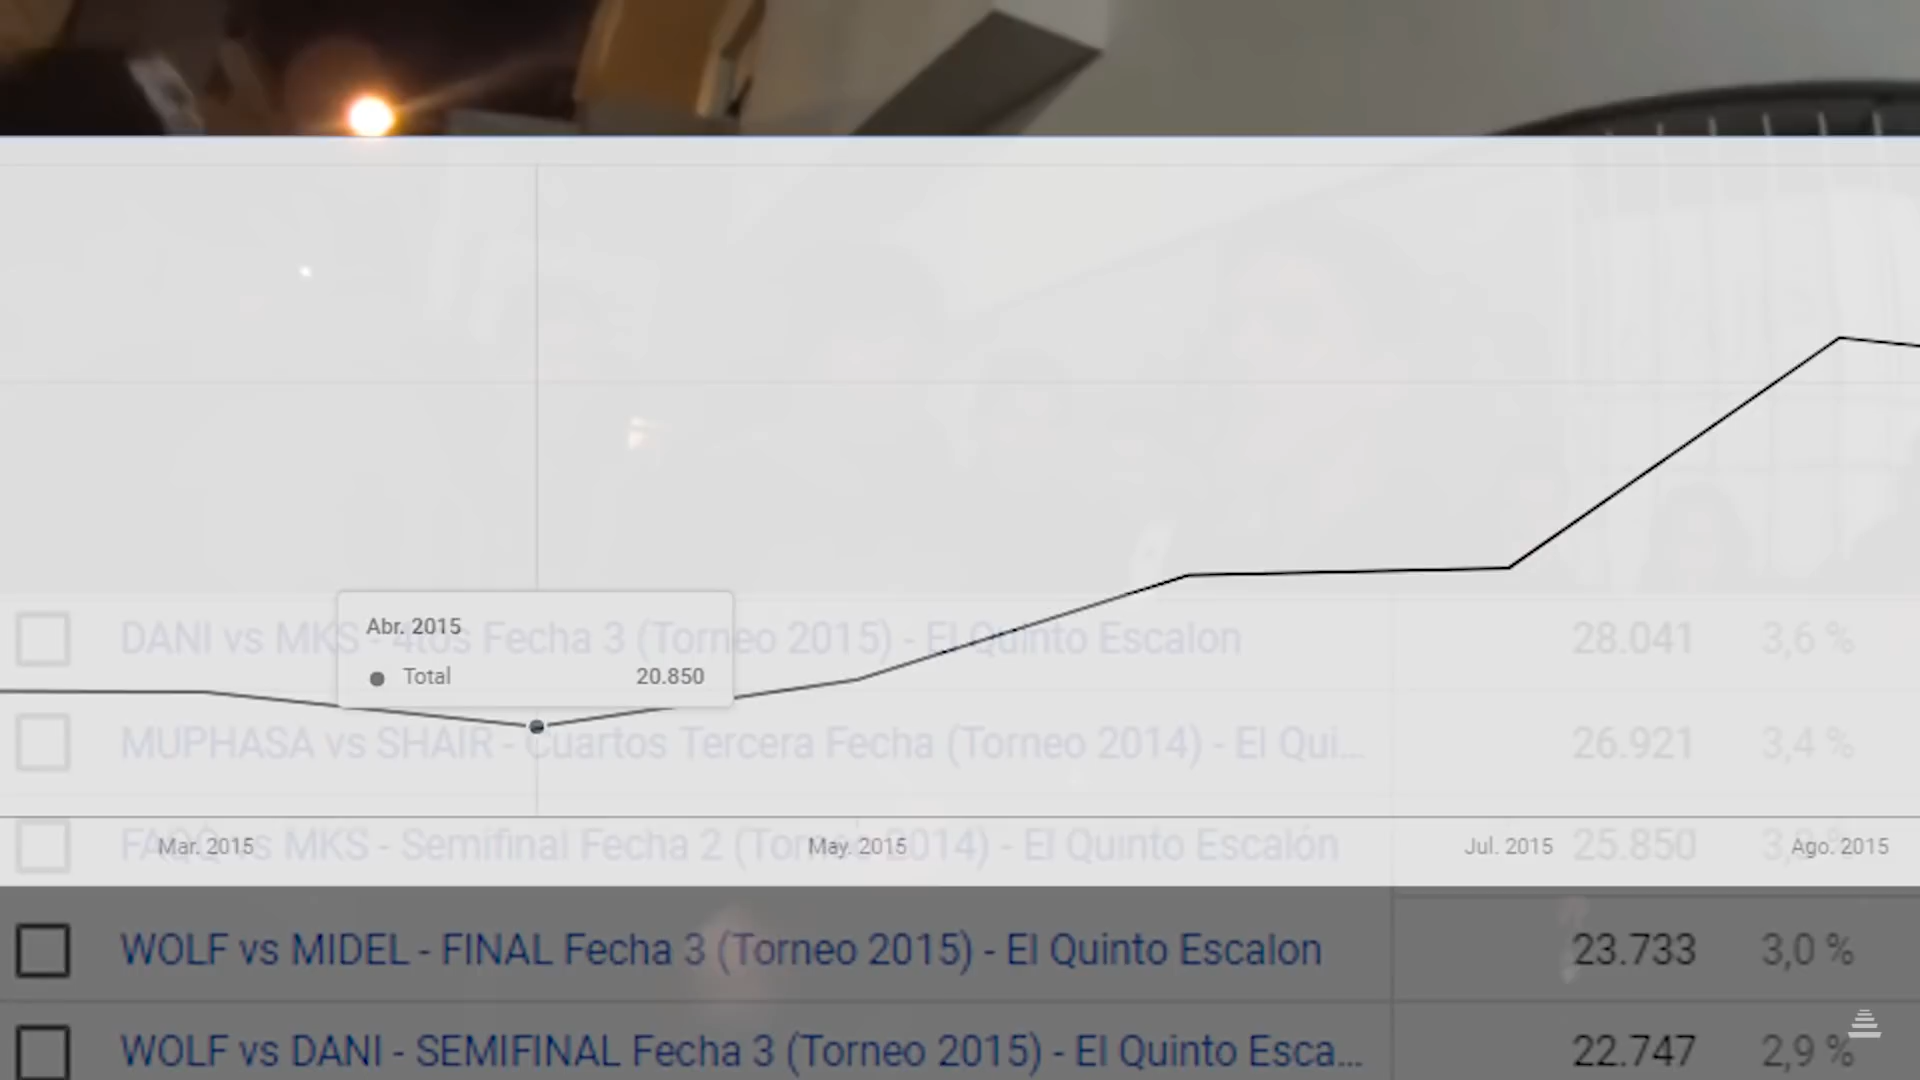 Abr. 2015
Total 20.850
DANI vs MKS - 4tos Fecha 3 (Torneo 2015) - El Quinto Escalon 28.041 3,6 %
MUPHASA vs SHAIR - Cuartos Tercera Fecha (Torneo 2014) - El Qui... 26.921 3,4 %
Mar. 2015 May. 2015 Jul. 2015 Ago. 2015
vs MKS - Semifinal Fecha 2 (Torneo 2014) - El Quinto Escalón 25.850
WOLF vs MIDEL - FINAL Fecha 3 (Torneo 2015) - El Quinto Escalon 23.733 3,0 %
WOLF vs DANI - SEMIFINAL Fecha 3 (Torneo 2015) - El Quinto Esca... 22.747 2,9 %